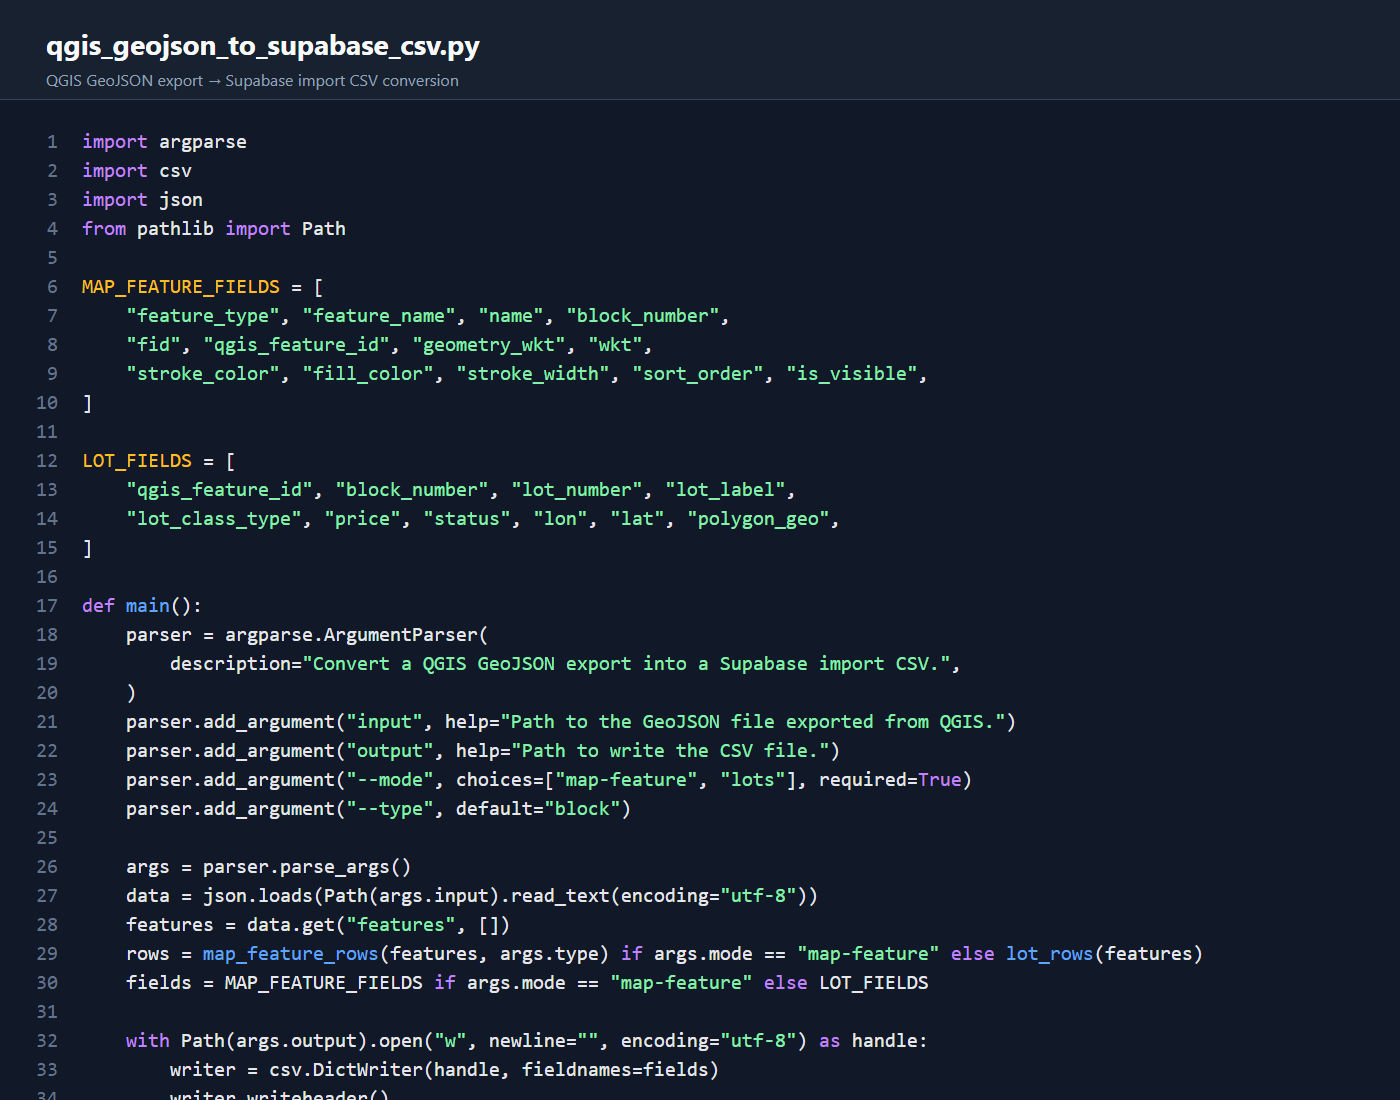 qgis_geojson_to_supabase_csv.py
QGIS GeoJSON export → Supabase import CSV conversion
1 import argparse
2 import csv
3 import json
4 from pathlib import Path
5
6 MAP_FEATURE_FIELDS = [
7     "feature_type", "feature_name", "name", "block_number",
8     "fid", "qgis_feature_id", "geometry_wkt", "wkt",
9     "stroke_color", "fill_color", "stroke_width", "sort_order", "is_visible",
10 ]
11
12 LOT_FIELDS = [
13     "qgis_feature_id", "block_number", "lot_number", "lot_label",
14     "lot_class_type", "price", "status", "lon", "lat", "polygon_geo",
15 ]
16
17 def main():
18     parser = argparse.ArgumentParser(
19         description="Convert a QGIS GeoJSON export into a Supabase import CSV.",
20     )
21     parser.add_argument("input", help="Path to the GeoJSON file exported from QGIS.")
22     parser.add_argument("output", help="Path to write the CSV file.")
23     parser.add_argument("--mode", choices=["map-feature", "lots"], required=True)
24     parser.add_argument("--type", default="block")
25
26     args = parser.parse_args()
27     data = json.loads(Path(args.input).read_text(encoding="utf-8"))
28     features = data.get("features", [])
29     rows = map_feature_rows(features, args.type) if args.mode == "map-feature" else lot_rows(features)
30     fields = MAP_FEATURE_FIELDS if args.mode == "map-feature" else LOT_FIELDS
31
32     with Path(args.output).open("w", newline="", encoding="utf-8") as handle:
33         writer = csv.DictWriter(handle, fieldnames=fields)
34         writer.writeheader()